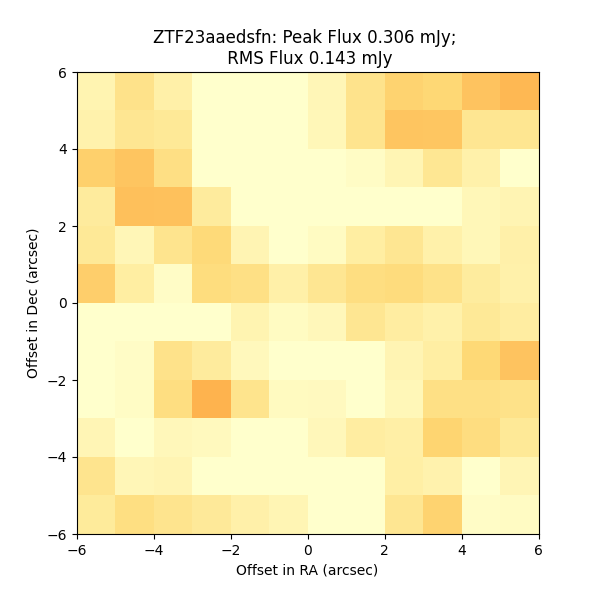 ZTF23aaedsfn: Peak Flux 0.306 mJy;
RMS Flux 0.143 mJy
6
4
2
0
−2
−4
−6
Offset in Dec (arcsec)
−6 −4 −2 0 2 4 6
Offset in RA (arcsec)